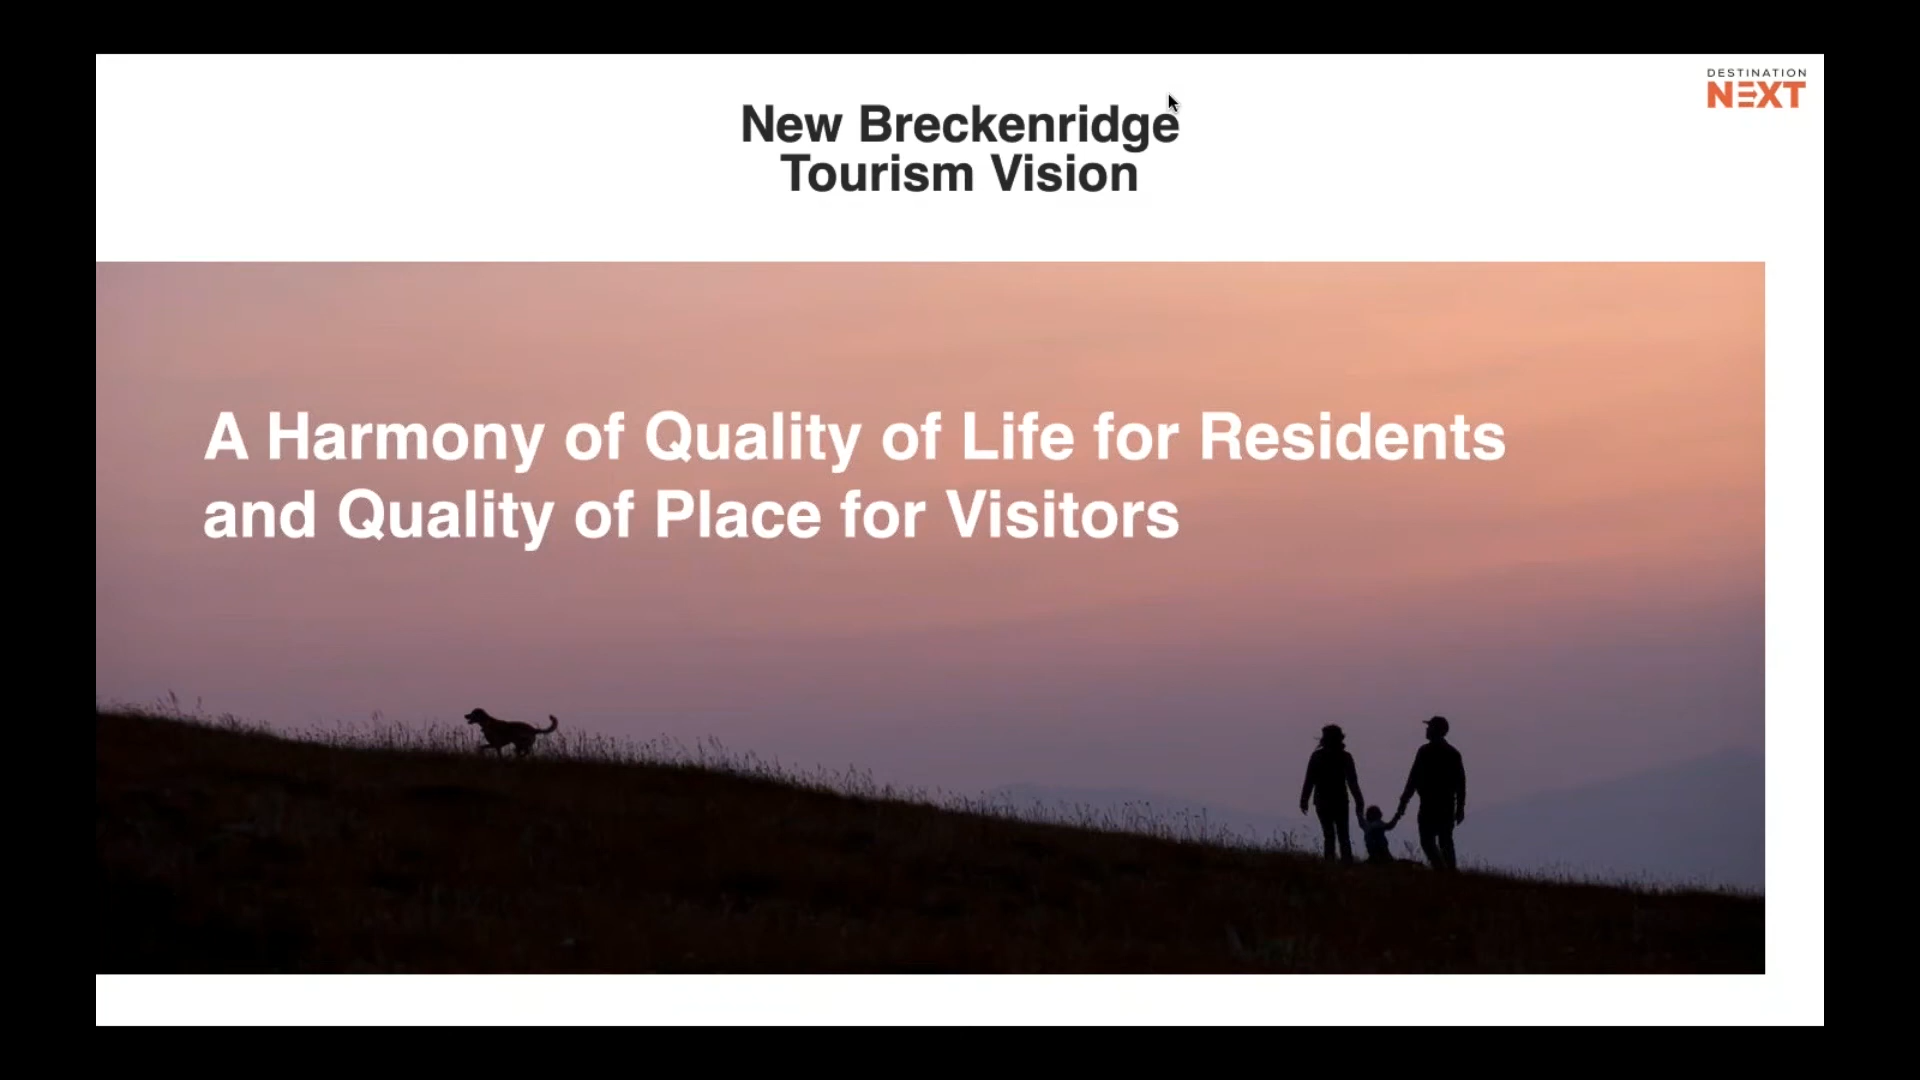 DESTINATION
NEXT
New Breckenridge
Tourism Vision
A Harmony of Quality of Life for Residents
and Quality of Place for Visitors